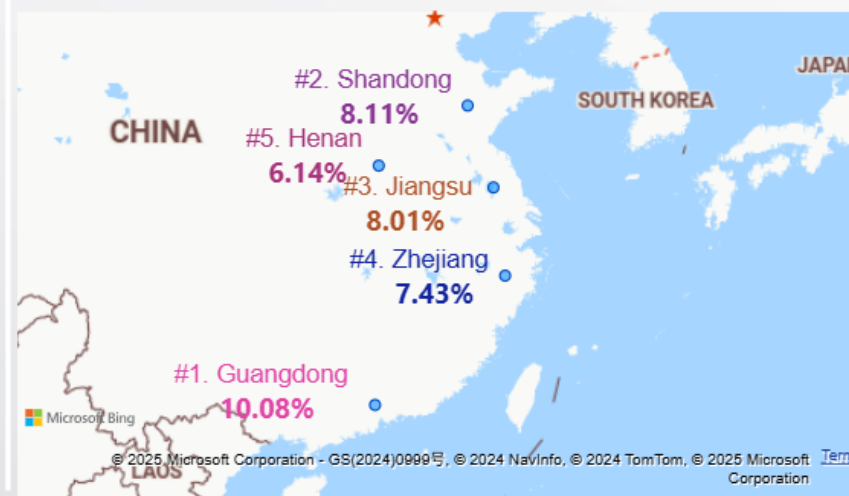 #2. Shandong
8.11%
SOUTH KOREA
CHINA
#5. Henan
6.14%
#3. Jiangsu
8.01%
#4. Zhejiang
7.43%
#1. Guangdong
10.08%
Microsoft Bing
© 2025 Microsoft Corporation - GS(2024)0999号, © 2024 NavInfo, © 2024 TomTom, © 2025 Microsoft
Corporation
LAOS